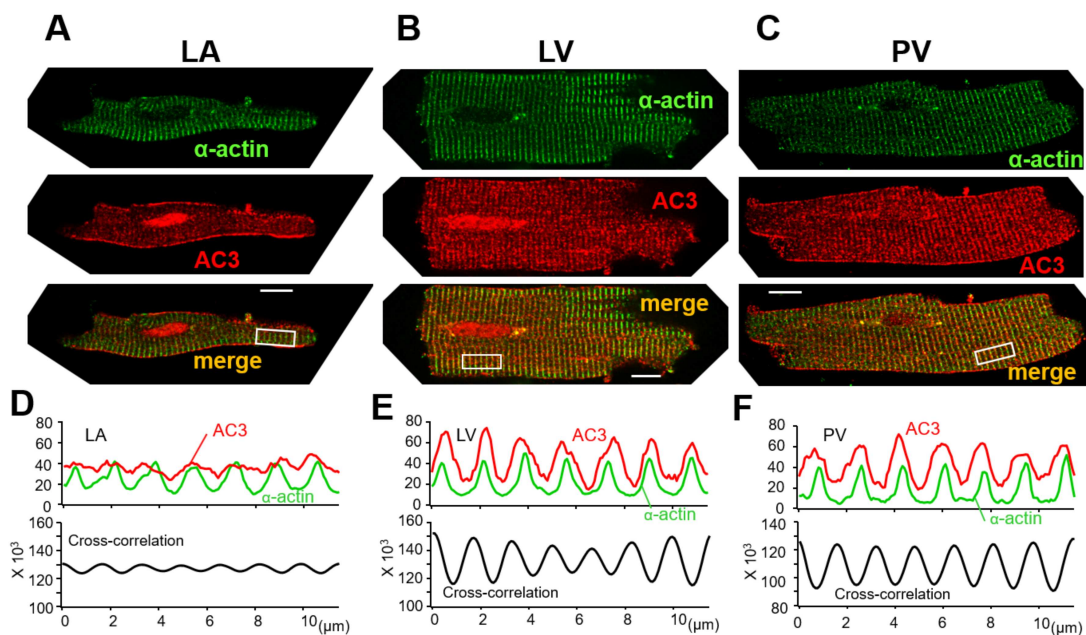 A
LA
α-actin
AC3
merge
B
LV
α-actin
AC3
merge
C
PV
α-actin
AC3
merge
D
80
60
40
20
0
LA
AC3
α-actin
160
140
120
100
X 10³
Cross-correlation
0 2 4 6 8 10 (μm)
E
80
60
40
20
0
LV
AC3
α-actin
160
140
120
100
X 10³
Cross-correlation
0 2 4 6 8 10 (μm)
F
100
80
60
40
20
0
PV
AC3
α-actin
140
120
100
80
X 10³
Cross-correlation
0 2 4 6 8 10 (μm)